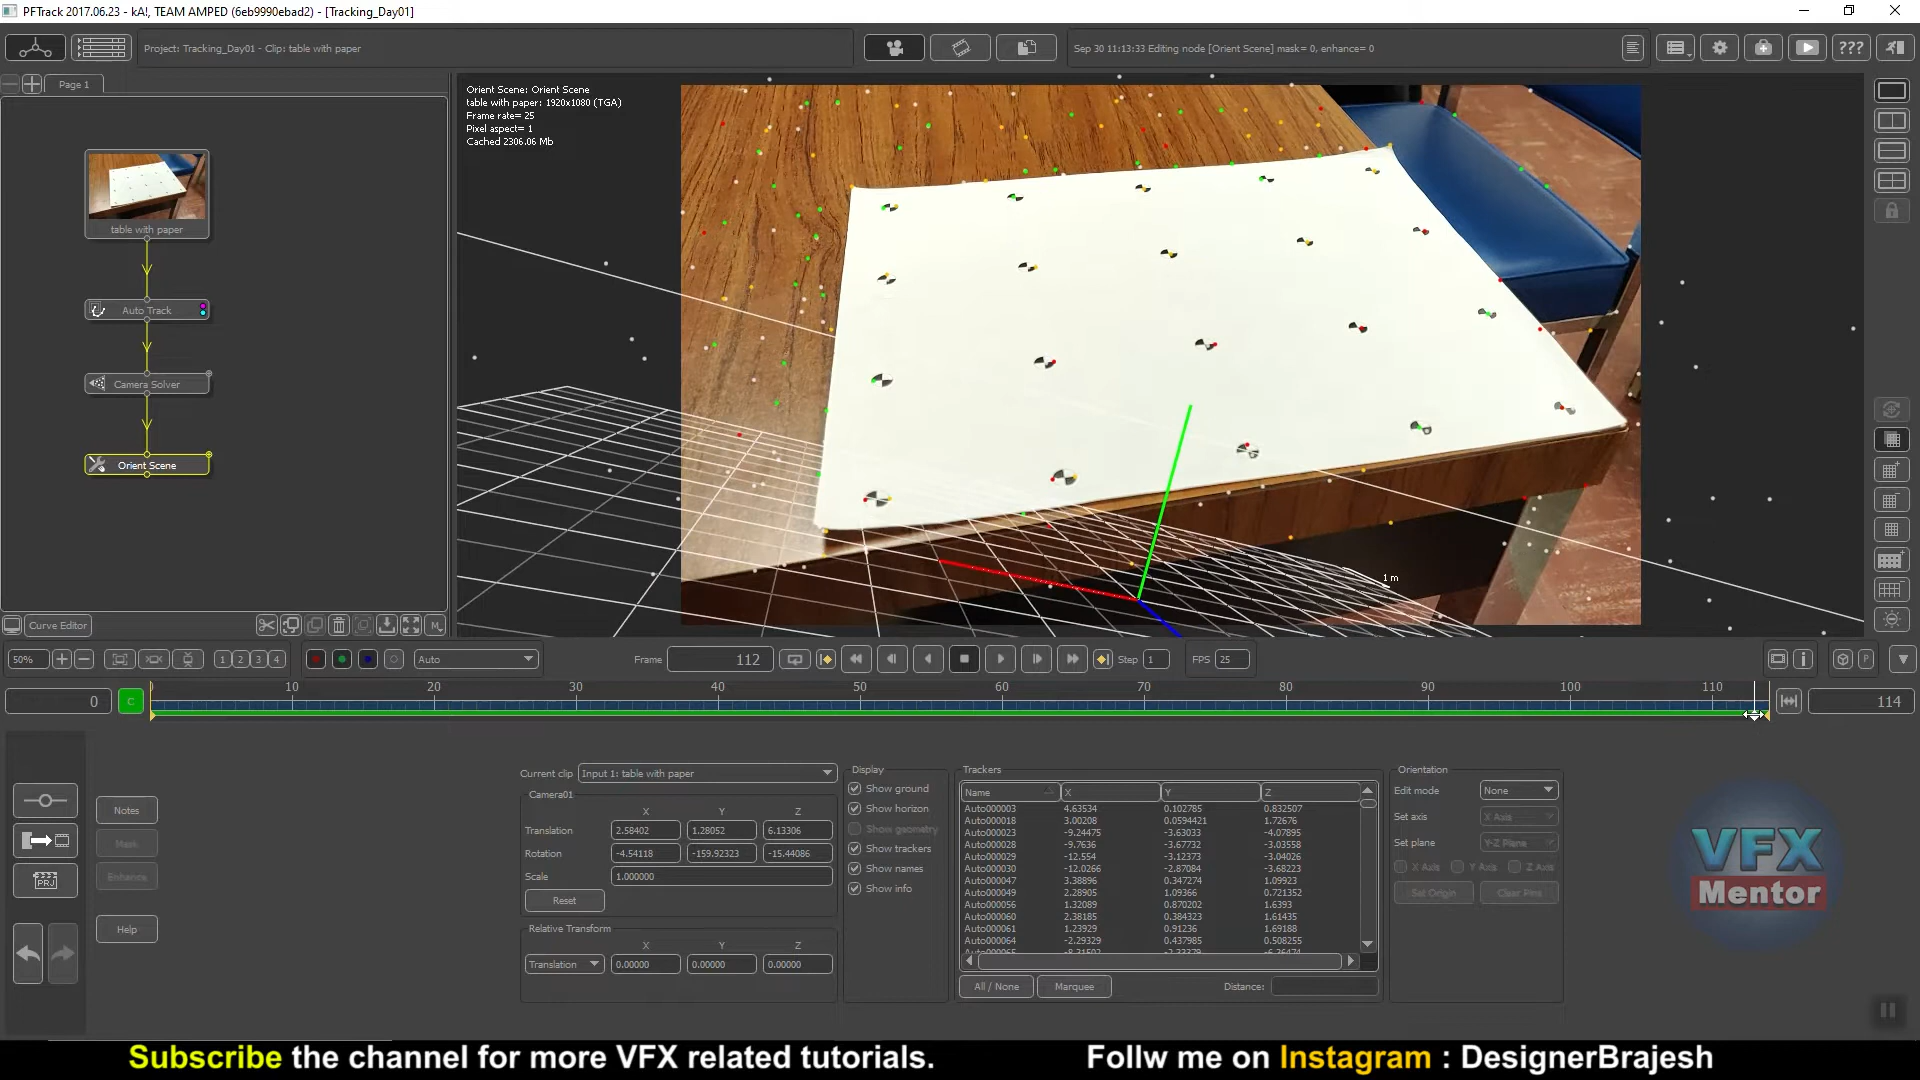 PFTrack 2017.06.23 - kA!, TEAM AMPED (6eb9990ebad2) - [Tracking_Day01]
Project: Tracking_Day01 - Clip: table with paper
Sep 30 11:13:33 Editing node [Orient Scene] mask= 0, enhance= 0
???
Page 1
Orient Scene: Orient Scene
table with paper: 1920x1080 (TGA)
Frame rate= 25
Pixel aspect= 1
Cached 2306.06 Mb
table with paper
Auto Track
Camera Solver
Orient Scene
1 m
Curve Editor
M
50%
1 2 3 4
Auto
Frame 112
Step 1
FPS 25
P
0
C
10 20 30 40 50 60 70 80 90 100 110
114
Current clip Input 1: table with paper
Camera01
X Y Z
Translation 2.58402 1.28052 6.13306
Rotation -4.54118 -159.92323 -15.44086
Scale 1.000000
Reset
Relative Transform
X Y Z
Translation 0.00000 0.00000 0.00000
Display
Show ground
Show horizon
Show geometry
Show trackers
Show names
Show info
Trackers
Name X Y Z
Auto000003 4.63534 0.102785 0.832507
Auto000018 3.00208 0.0594421 1.72676
Auto000023 -9.24475 -3.63033 -4.07895
Auto000028 -9.7636 -3.67732 -3.03558
Auto000029 -12.554 -3.12373 -3.04026
Auto000030 -12.0266 -2.87084 -3.68223
Auto000047 3.38896 0.347274 1.09923
Auto000049 2.28905 1.09366 0.721352
Auto000056 1.32089 0.870202 1.6393
Auto000060 2.38185 0.384323 1.61435
Auto000061 1.23929 0.91236 1.69188
Auto000064 -2.29329 0.437985 0.508255
All / None
Marquee
Distance:
Orientation
Edit mode None
Set axis X Axis
Set plane Y-Z Plane
X Axis Y Axis Z Axis
Set Origin
Clear Pins
Notes
Mask
Enhance
Help
PRJ
VFX
Mentor
Subscribe the channel for more VFX related tutorials.
Follw me on Instagram : DesignerBrajesh